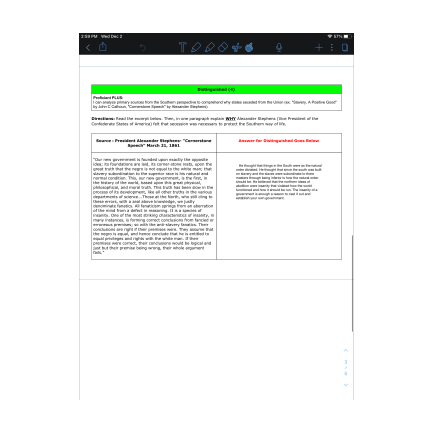 2:59 PM Wed Dec 2
57%
Distinguished (4)
Proficient PLUS:
I can analyze primary sources from the Southern perspective to comprehend why states seceded from the Union (ex. "Slavery, A Positive Good"
by John C Calhoun, "Cornerstone Speech" by Alexander Stephens)
Directions: Read the excerpt below. Then, in one paragraph explain WHY Alexander Stephens (Vice President of the
Confederate States of America) felt that secession was necessary to protect the Southern way of life.
Source - President Alexander Stephens: "Cornerstone
Speech" March 21, 1861
"Our new government is founded upon exactly the opposite
idea; its foundations are laid, its corner-stone rests, upon the
great truth that the negro is not equal to the white man; that
slavery subordination to the superior race is his natural and
normal condition. This, our new government, is the first, in
the history of the world, based upon this great physical,
philosophical, and moral truth. This truth has been slow in the
process of its development, like all other truths in the various
departments of science. . Those at the North, who still cling to
these errors, with a zeal above knowledge, we justly
denominate fanatics. All fanaticism springs from an aberration
of the mind from a defect in reasoning. It is a species of
insanity. One of the most striking characteristics of insanity, in
many instances, is forming correct conclusions from fancied or
erroneous premises; so with the anti-slavery fanatics. Their
conclusions are right if their premises were. They assume that
the negro is equal, and hence conclude that he is entitled to
equal privileges and rights with the white man. If their
premises were correct, their conclusions would be logical and
just but their premise being wrong, their whole argument
fails."
Answer for Distinguished Goes Below
He thought that things in the South were as the natural
order dictated. He thought that since the south was built
on slavery and the slaves were subordinate to there
masters through being inferior is how the natural order
should be. He believed that the northern ideas of
abolition were insanity that violated how the world
functioned and how it should be run. The insanity of a
government is enough a reason to void it out and
establish your own government.